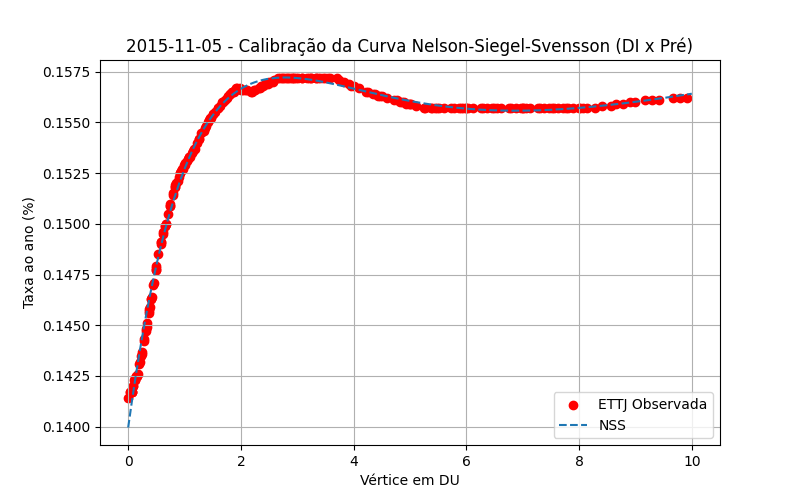 2015-11-05 - Calibração da Curva Nelson-Siegel-Svensson (DI x Pré)
Taxa ao ano (%)
0.1575
0.1550
0.1525
0.1500
0.1475
0.1450
0.1425
0.1400
ETTJ Observada
NSS
0 2 4 6 8 10
Vértice em DU